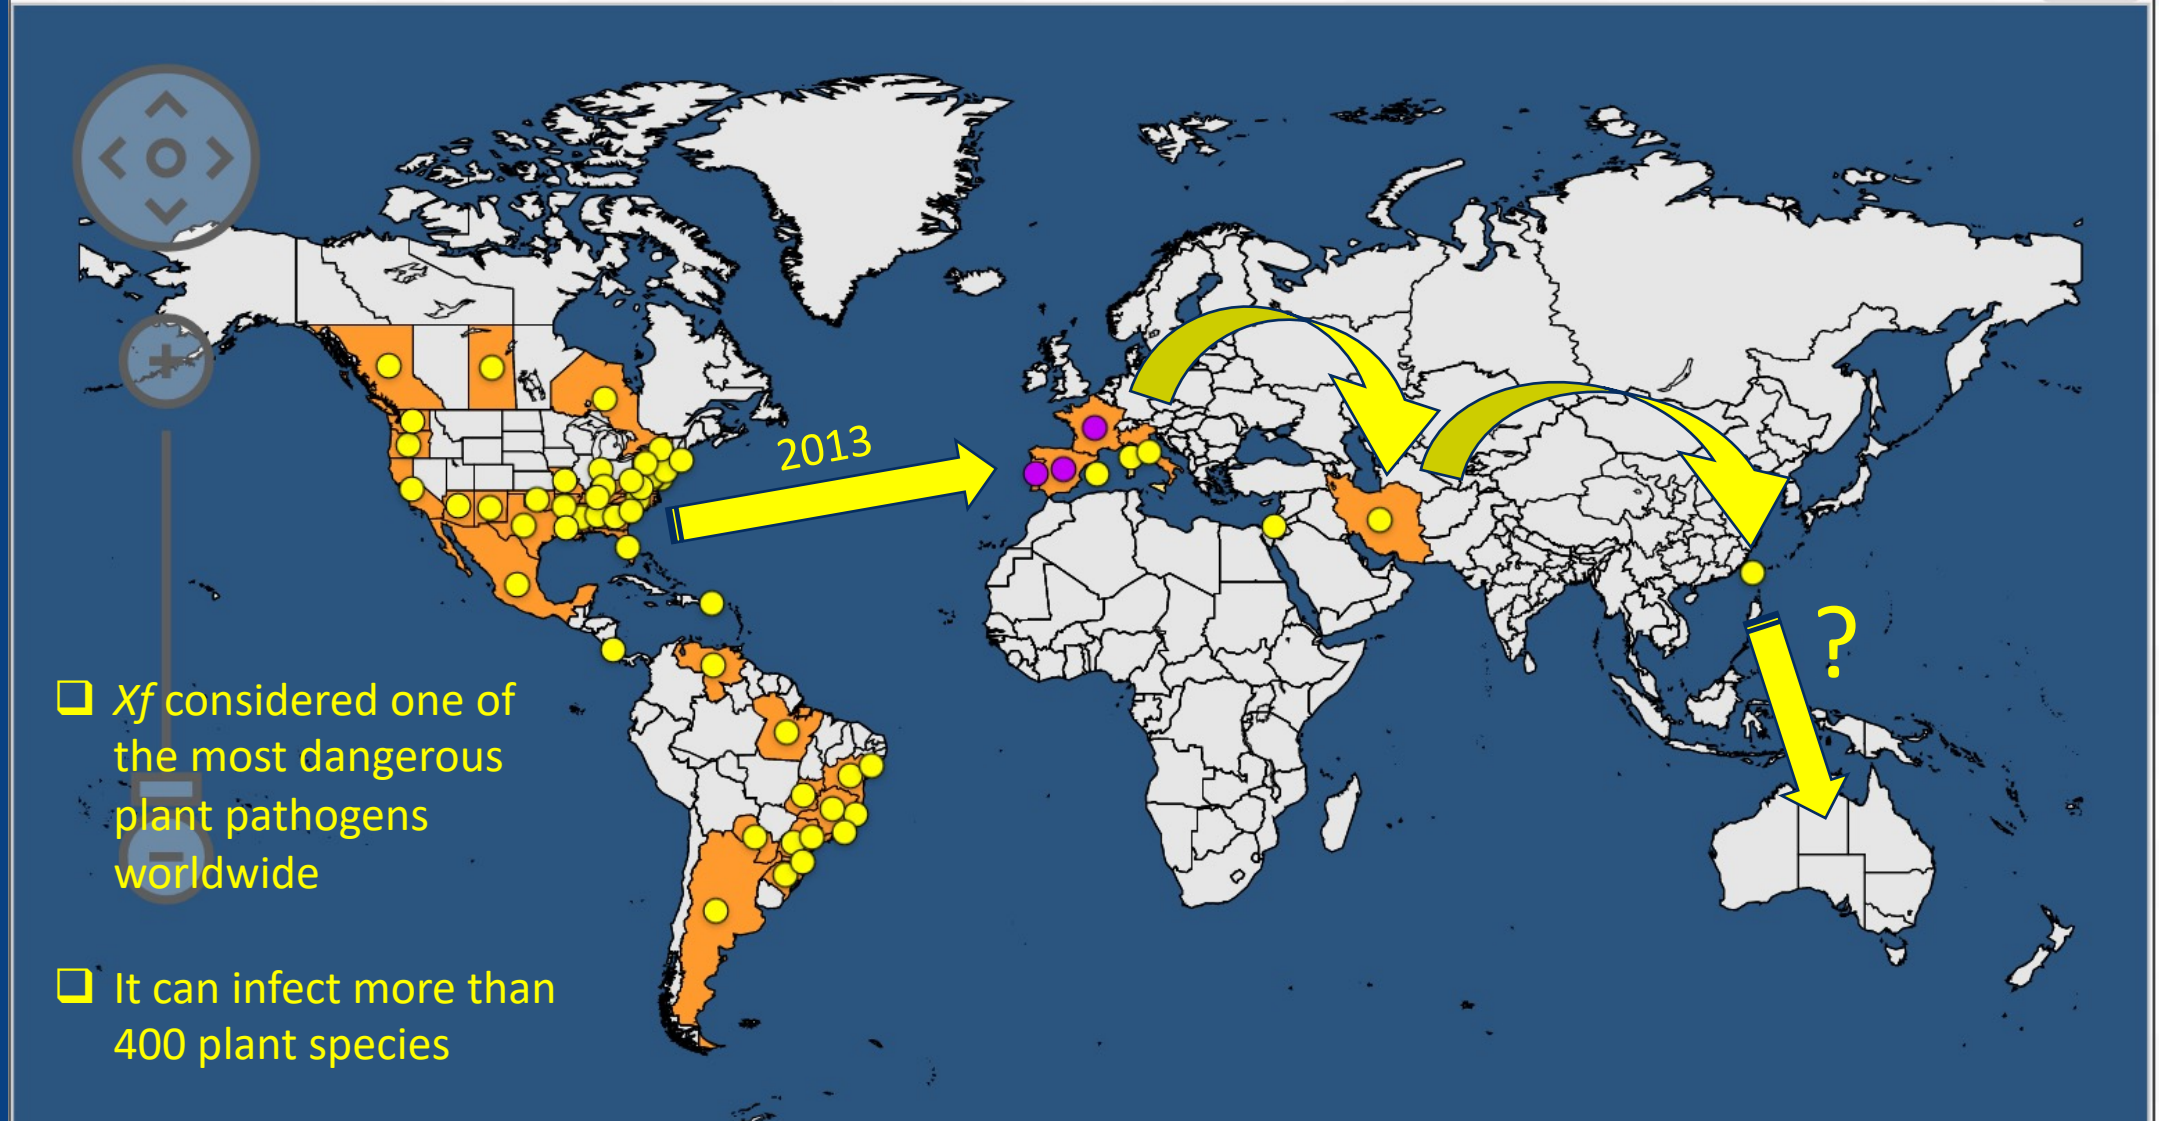 2013
?
❑ Xf considered one of
the most dangerous
plant pathogens
worldwide
❑ It can infect more than
400 plant species